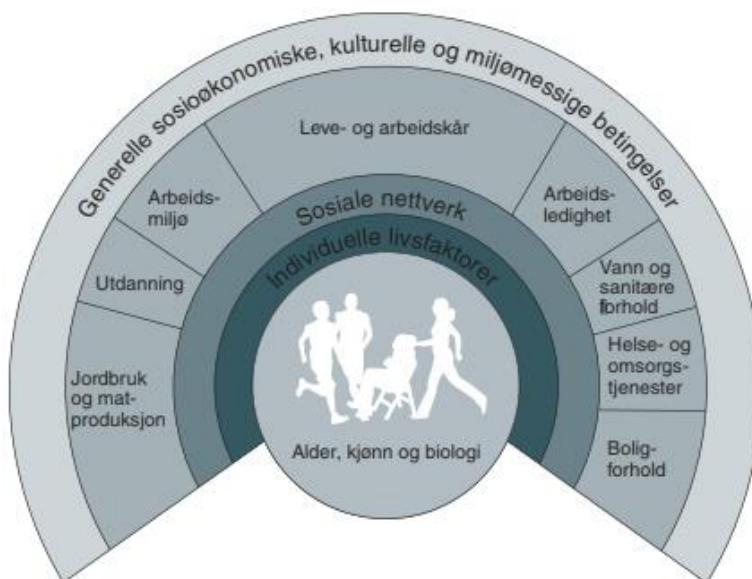 Generelle sosioøkonomiske, kulturelle og miljømessige betingelser
Leve- og arbeidskår
Arbeids-
miljø
Arbeids-
ledighet
Sosiale nettverk
Individuelle livsfaktorer
Utdanning
Vann og
sanitære
forhold
Jordbruk
og mat-
produksjon
Helse- og
omsorgs-
tjenester
Alder, kjønn og biologi
Bolig-
forhold